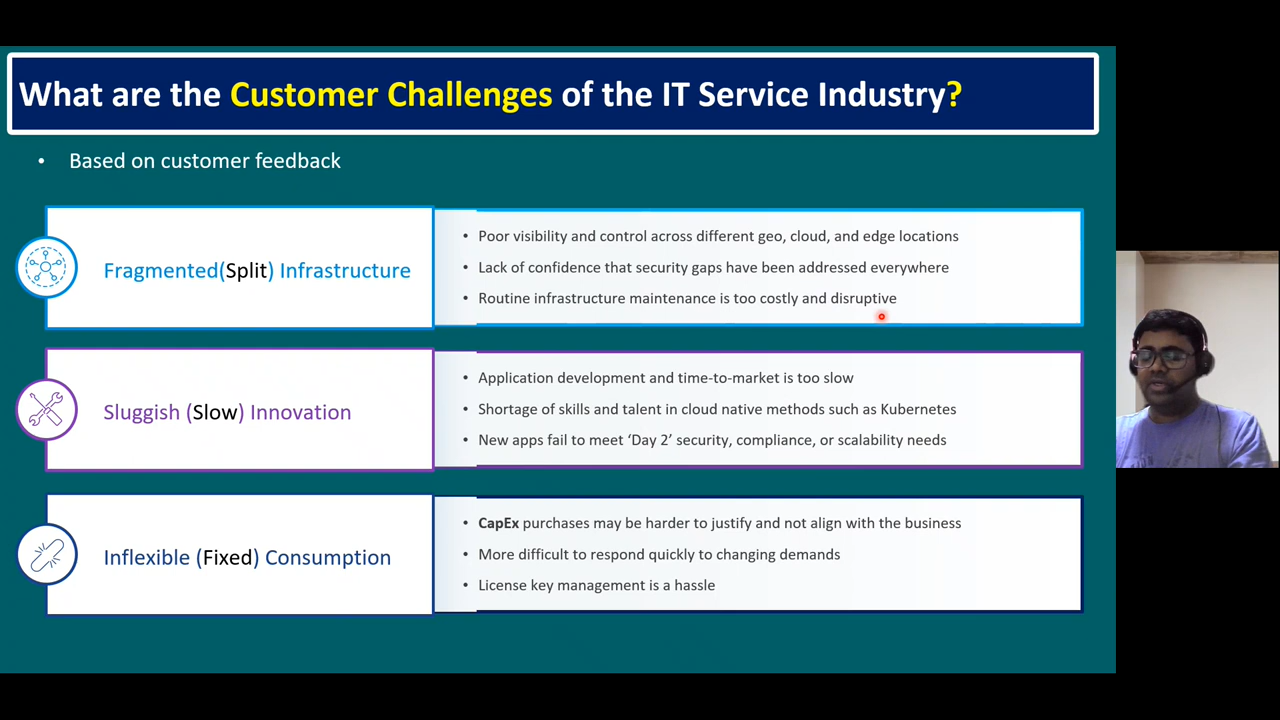 What are the Customer Challenges of the IT Service Industry?
• Based on customer feedback
Fragmented(Split) Infrastructure
• Poor visibility and control across different geo, cloud, and edge locations
• Lack of confidence that security gaps have been addressed everywhere
• Routine infrastructure maintenance is too costly and disruptive
Sluggish (Slow) Innovation
• Application development and time-to-market is too slow
• Shortage of skills and talent in cloud native methods such as Kubernetes
• New apps fail to meet ‘Day 2’ security, compliance, or scalability needs
Inflexible (Fixed) Consumption
• CapEx purchases may be harder to justify and not align with the business
• More difficult to respond quickly to changing demands
• License key management is a hassle